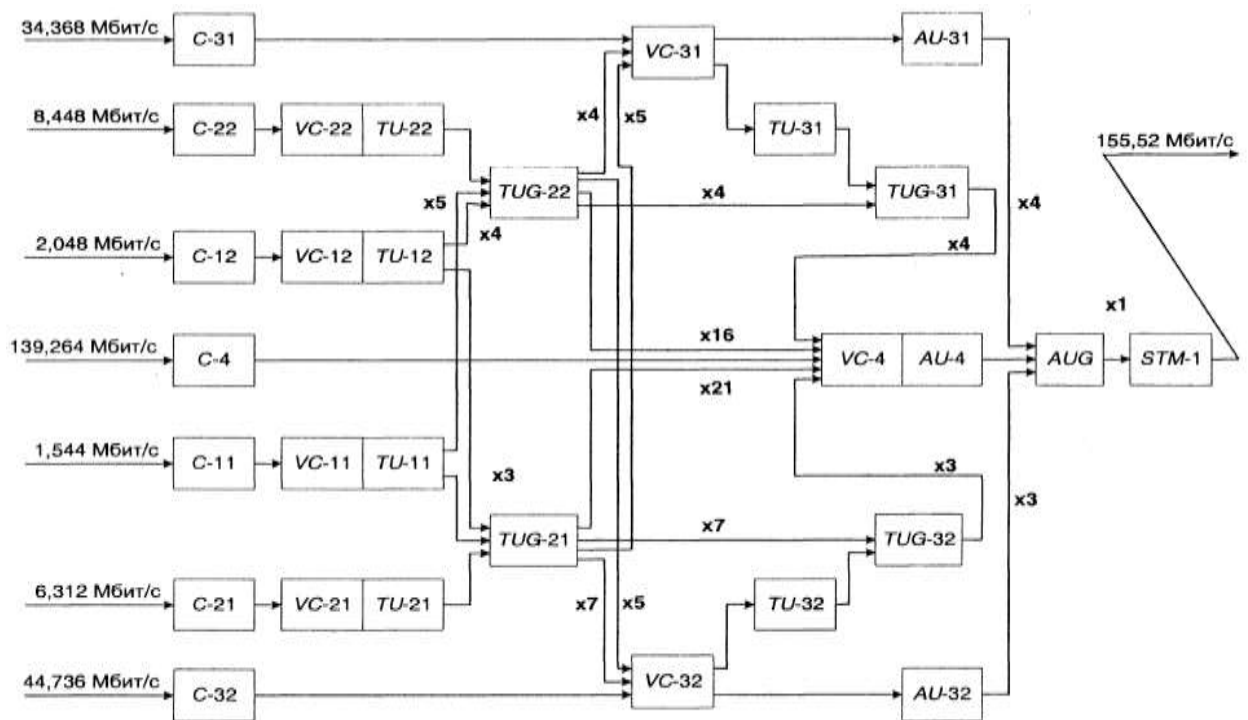 34,368 Мбит/с
C-31
VC-31
AU-31
8,448 Мбит/с
C-22
VC-22
TU-22
x4
x5
TU-31
155,52 Мбит/с
TUG-22
TUG-31
x5
x4
x4
x4
2,048 Мбит/с
C-12
VC-12
TU-12
x4
x1
139,264 Мбит/с
C-4
x16
VC-4
AU-4
AUG
STM-1
x21
1,544 Мбит/с
C-11
VC-11
TU-11
x3
x3
x3
TUG-21
x7
TUG-32
6,312 Мбит/с
C-21
VC-21
TU-21
x7
x5
TU-32
44,736 Мбит/с
C-32
VC-32
AU-32